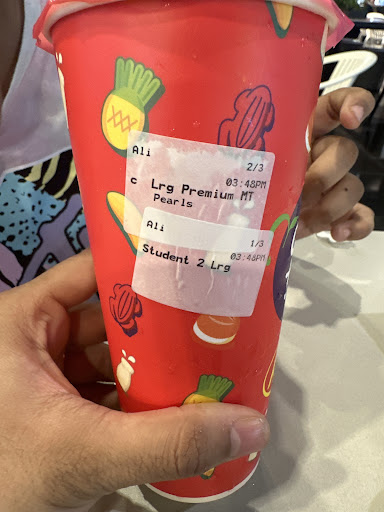 Ali
2/3
03:48PM
c Lrg Premium MT
Pearls
Ali
1/3
03:48PM
Student 2 Lrg